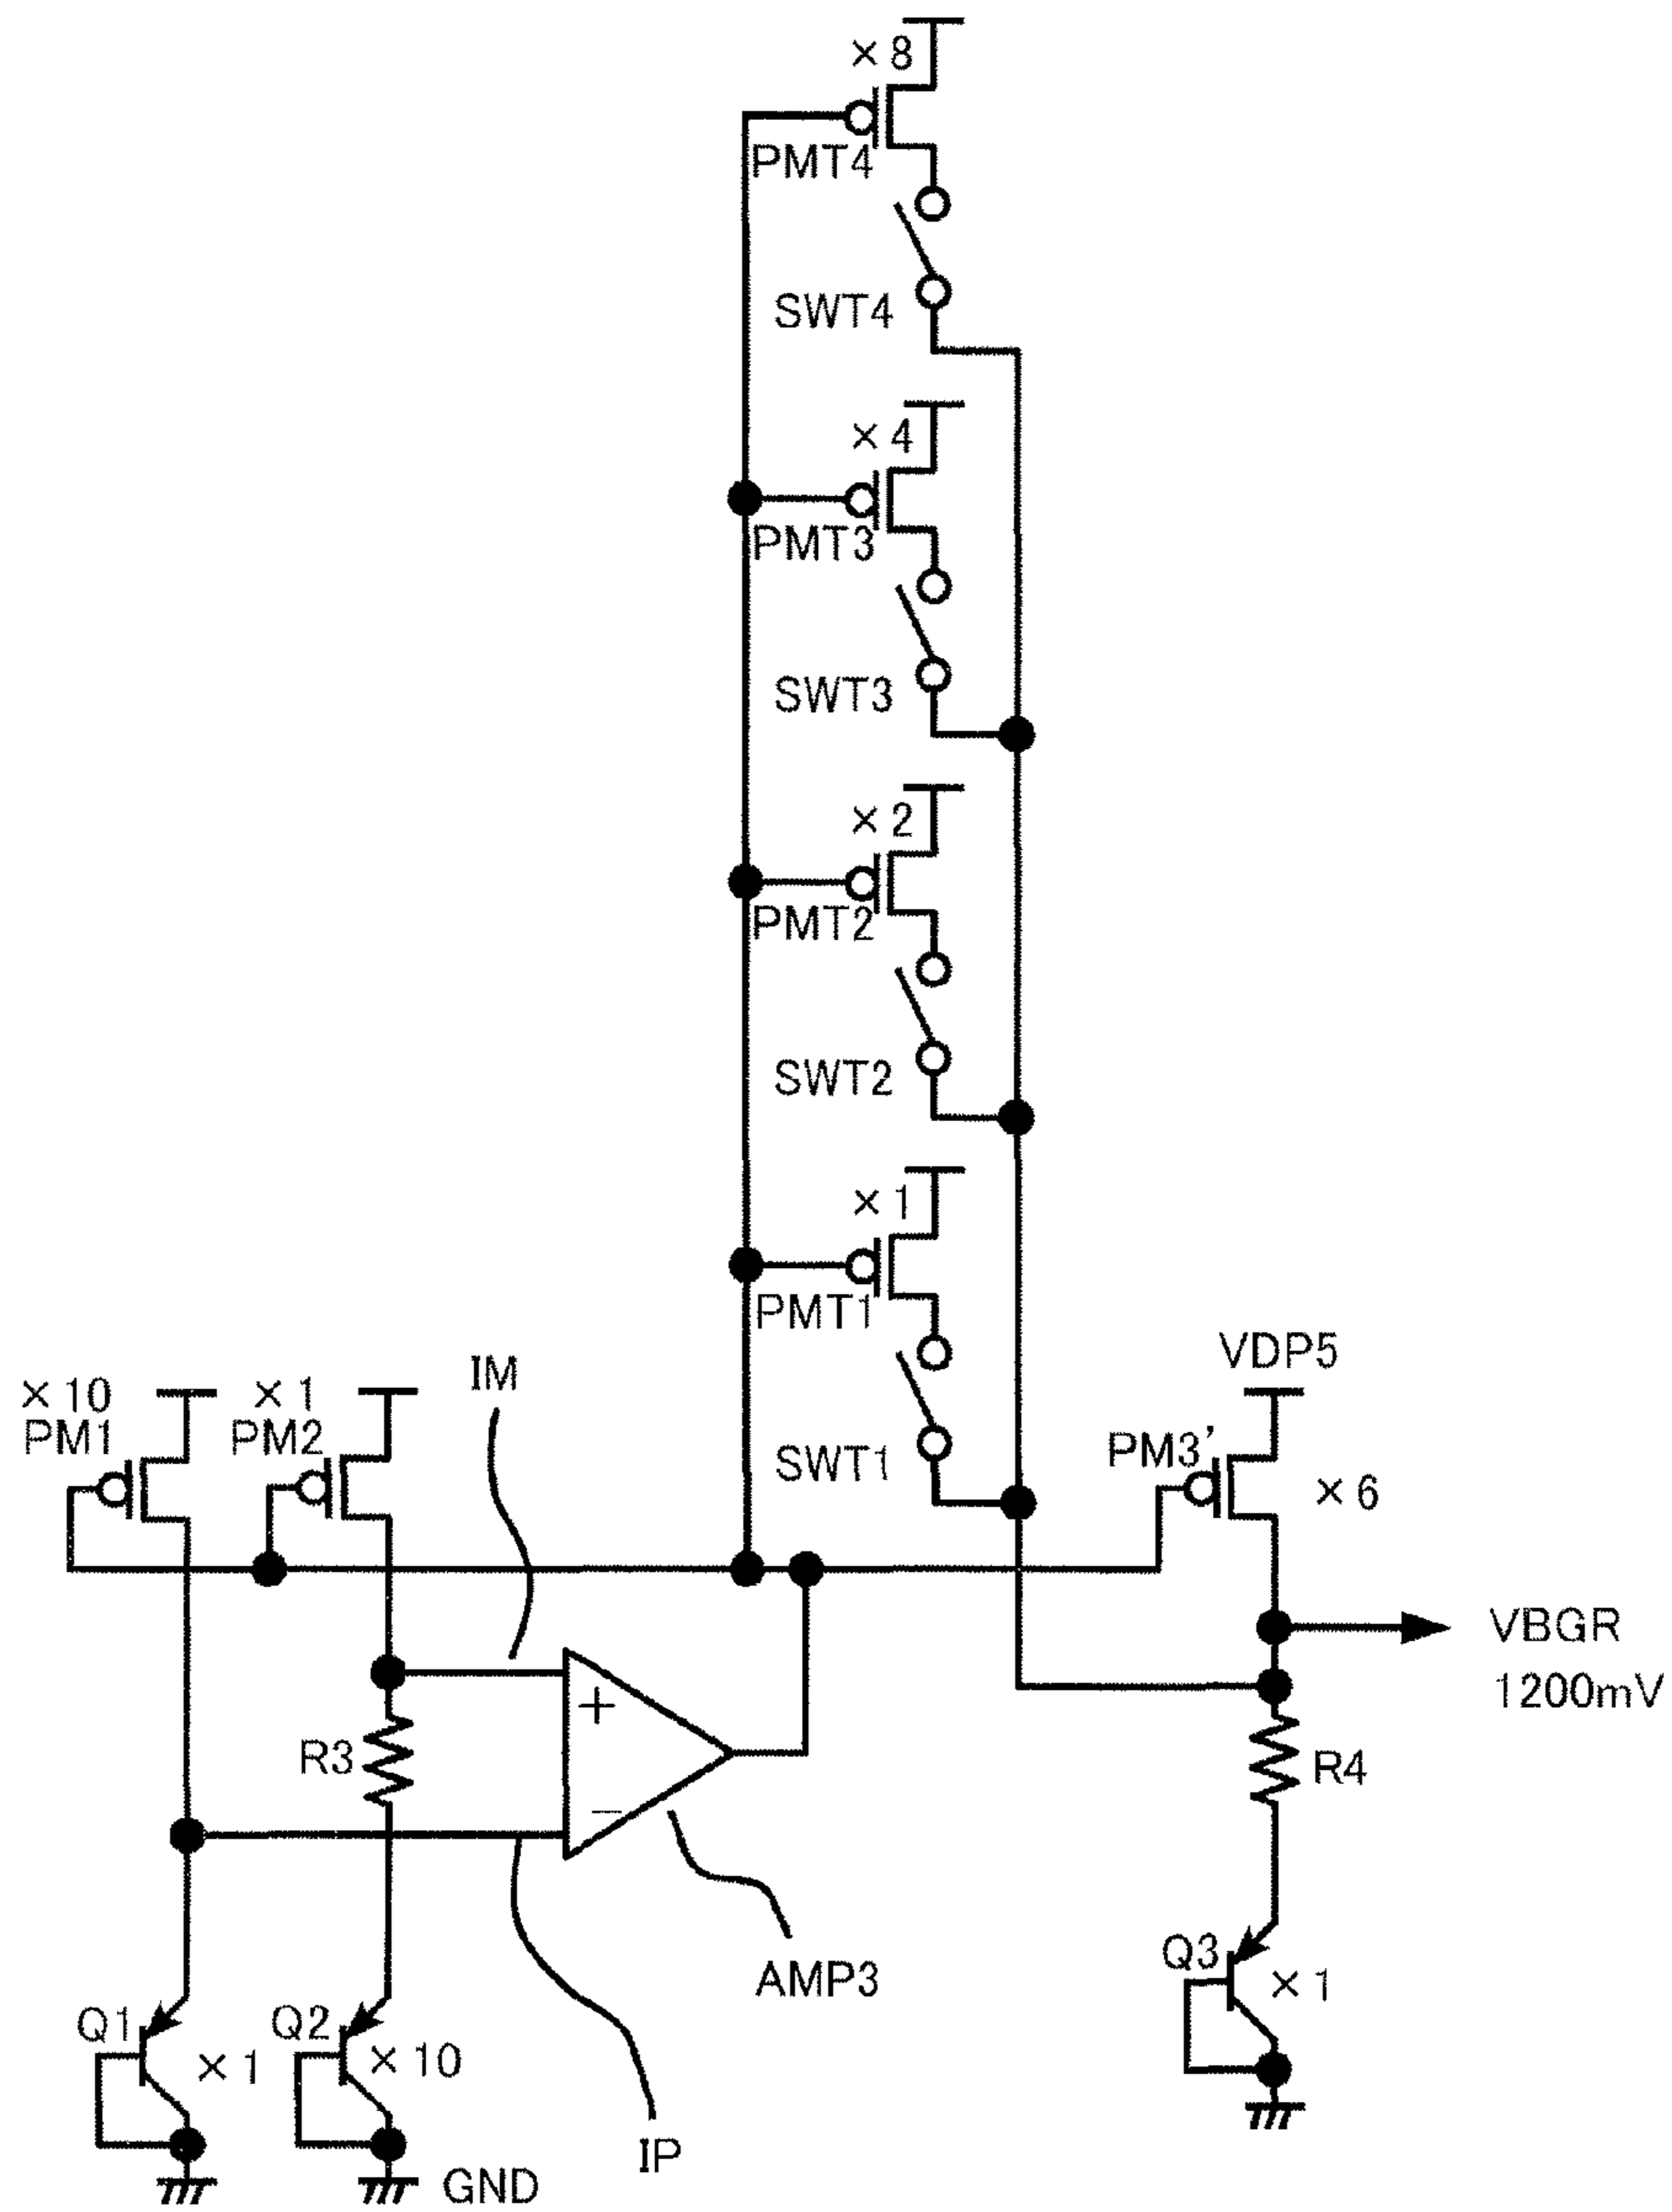 × 8
PMT4
SWT4
× 4
PMT3
SWT3
× 2
PMT2
SWT2
× 1
PMT1
SWT1
× 10
PM1
× 1
PM2
IM
VDP5
PM3'
× 6
VBGR
1200mV
R3
+
−
R4
AMP3
Q1
× 1
Q2
× 10
Q3
× 1
IP
GND